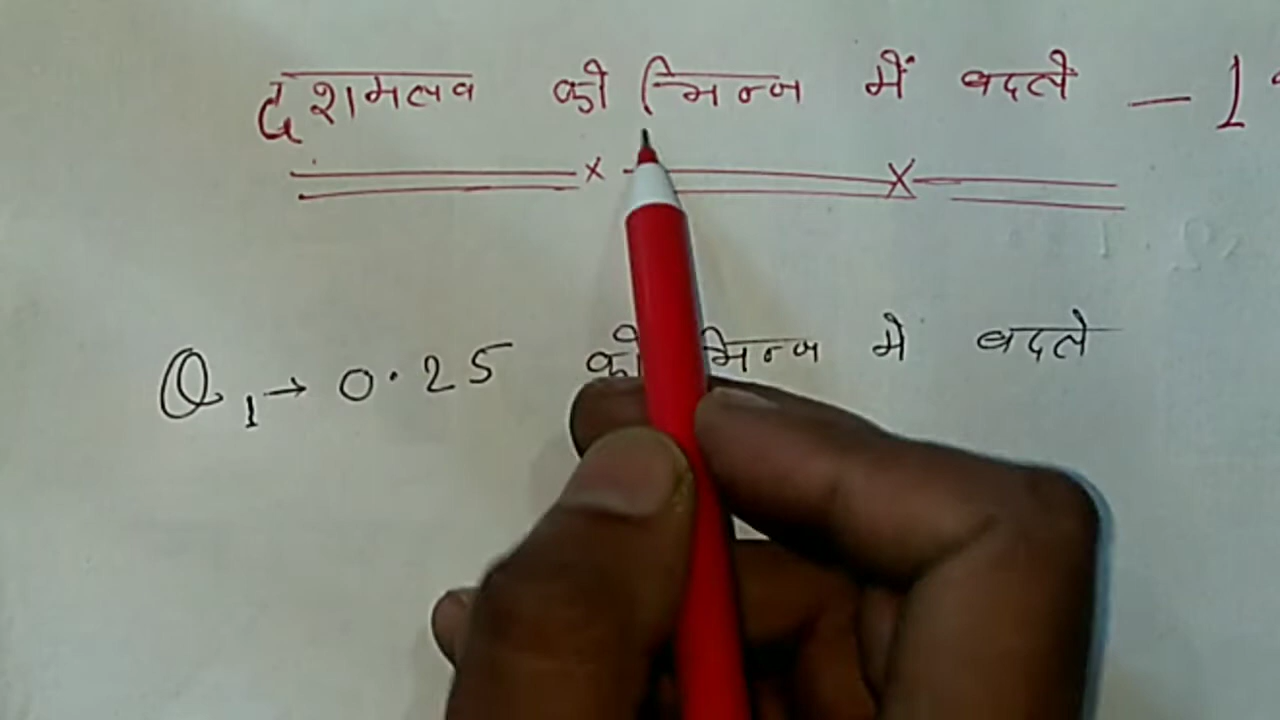 दशमलव को भिन्न में बदले - 1
Q1→ 0.25 को भिन्न मे बदले